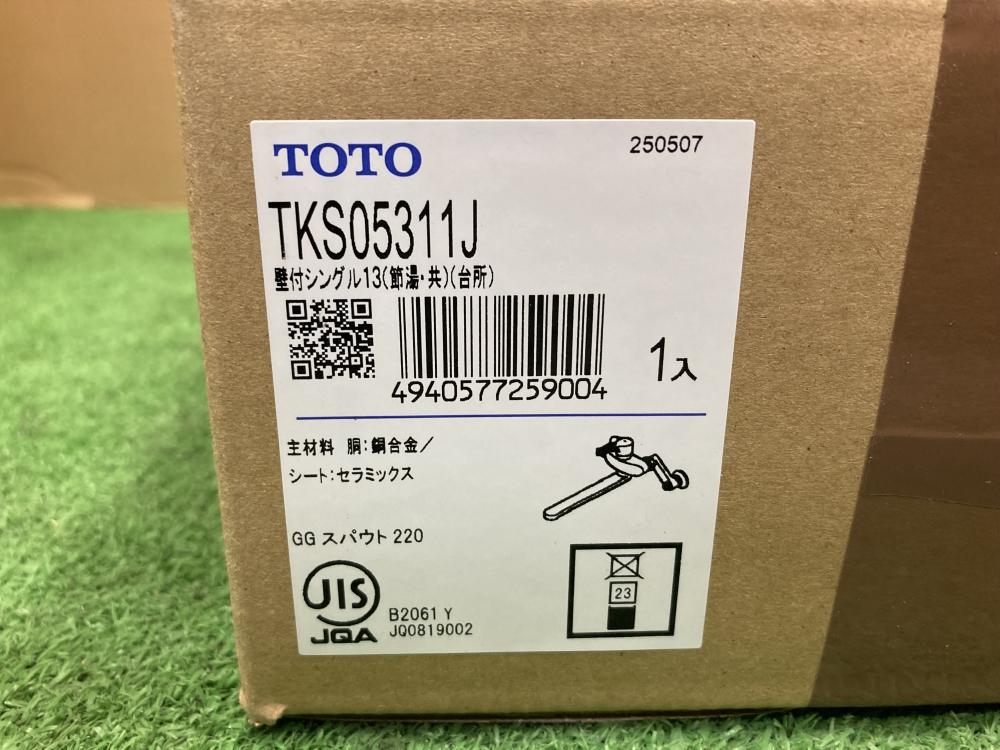 TOTO
250507
TKS05311J
壁付シングル13(節湯・共)(台所)
4940577259004
1入
主材料 胴:銅合金/
シート:セラミックス
GG スパウト 220
JIS
JQA
B2061 Y
JQ0819002
23